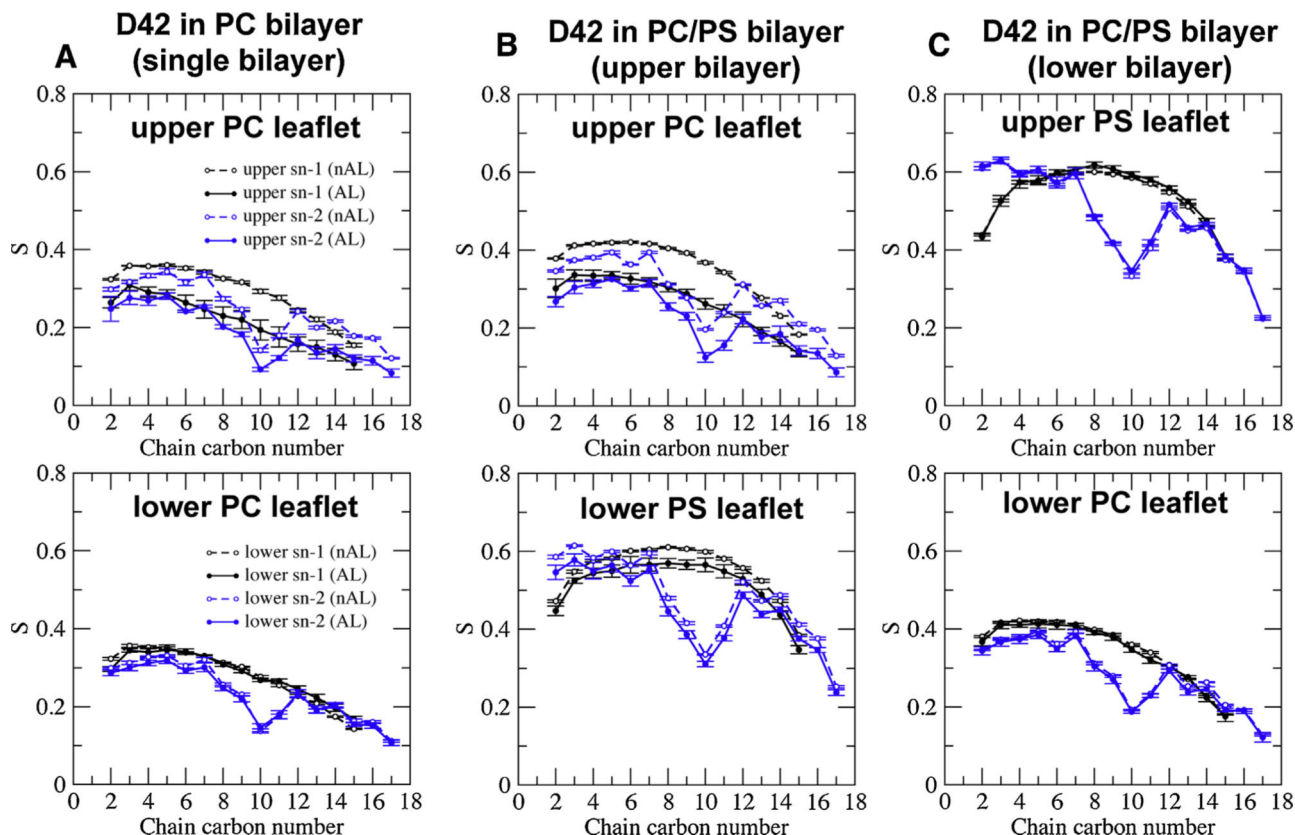 A
D42 in PC bilayer
(single bilayer)
0.8
0.6
0.4
0.2
0
S
upper PC leaflet
upper sn-1 (nAL)
upper sn-1 (AL)
upper sn-2 (nAL)
upper sn-2 (AL)
0 2 4 6 8 10 12 14 16 18
Chain carbon number
0.8
0.6
0.4
0.2
0
S
lower PC leaflet
lower sn-1 (nAL)
lower sn-1 (AL)
lower sn-2 (nAL)
lower sn-2 (AL)
0 2 4 6 8 10 12 14 16 18
Chain carbon number
B
D42 in PC/PS bilayer
(upper bilayer)
0.8
0.6
0.4
0.2
0
S
upper PC leaflet
0 2 4 6 8 10 12 14 16 18
Chain carbon number
0.8
0.6
0.4
0.2
0
S
lower PS leaflet
0 2 4 6 8 10 12 14 16 18
Chain carbon number
C
D42 in PC/PS bilayer
(lower bilayer)
0.8
0.6
0.4
0.2
0
S
upper PS leaflet
0 2 4 6 8 10 12 14 16 18
Chain carbon number
0.8
0.6
0.4
0.2
0
S
lower PC leaflet
0 2 4 6 8 10 12 14 16 18
Chain carbon number